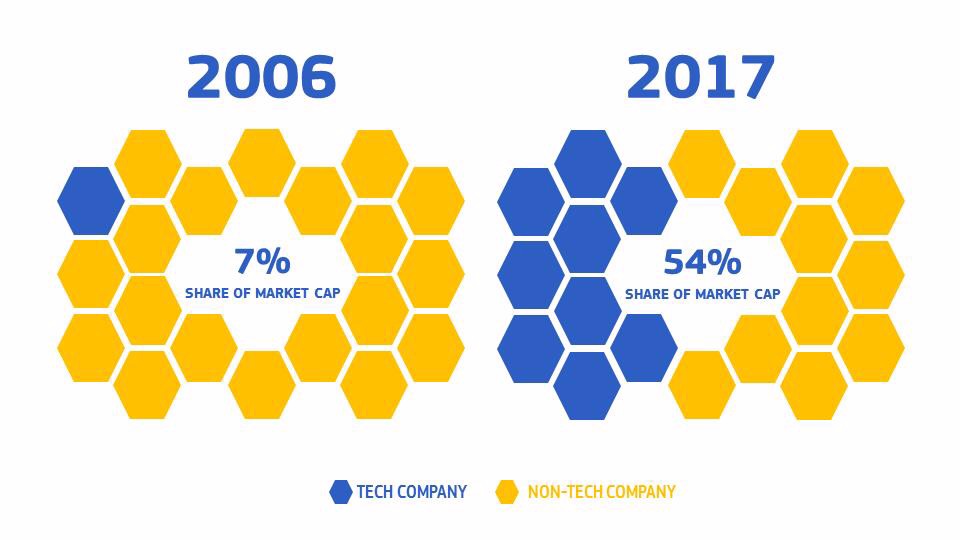 2006
2017
7%
SHARE OF MARKET CAP
54%
SHARE OF MARKET CAP
TECH COMPANY
NON-TECH COMPANY